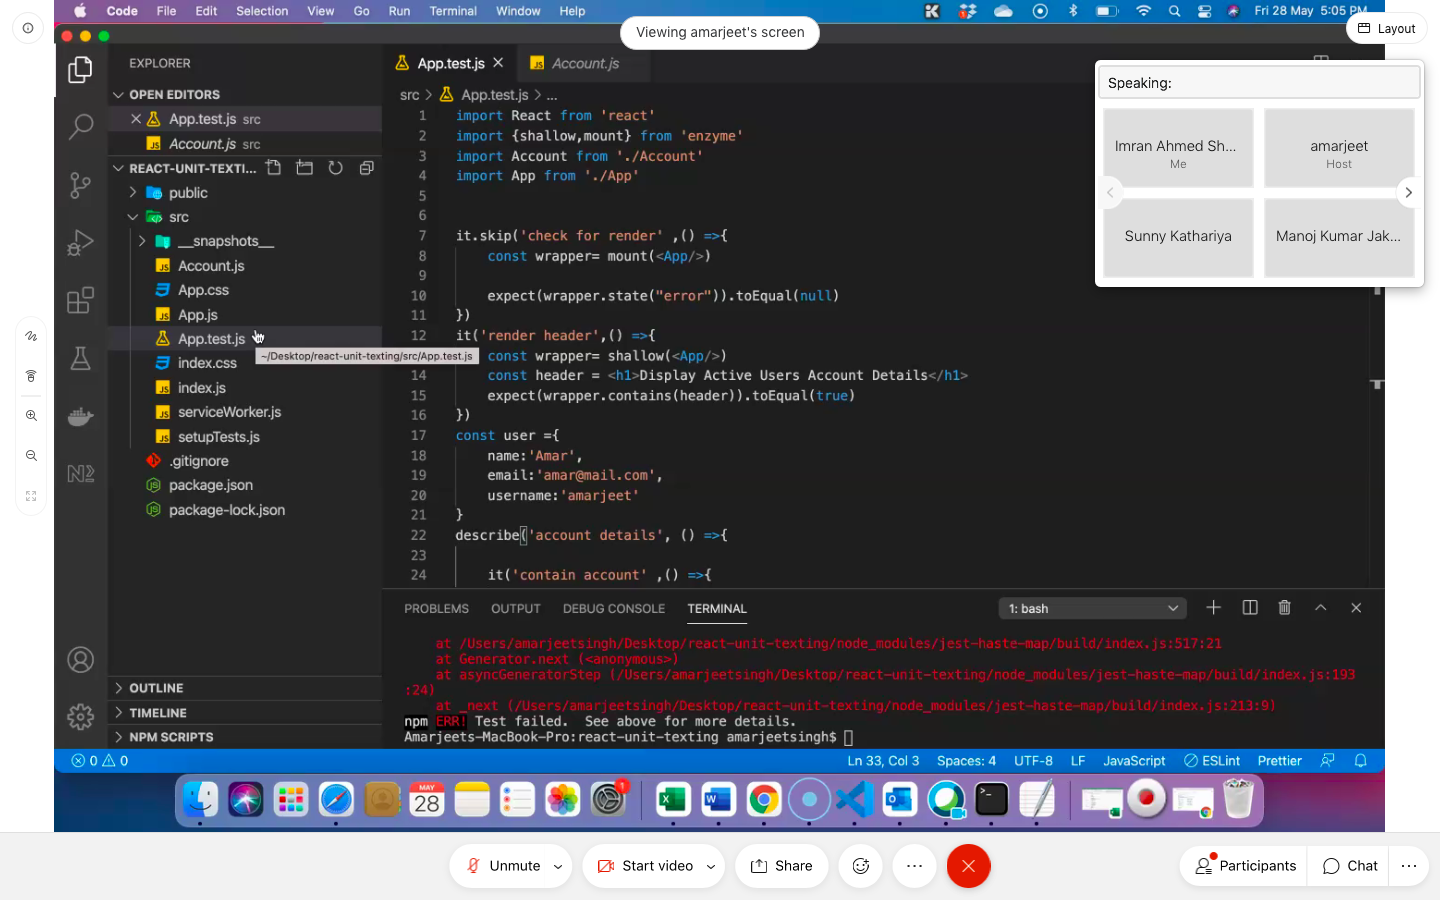 Code File Edit Selection View Go Run Terminal Window Help
Fri 28 May 5:05 PM
Viewing amarjeet's screen
Layout
EXPLORER
App.test.js
Account.js
OPEN EDITORS
src > App.test.js > ...
App.test.js src
Account.js src
REACT-UNIT-TEXTI...
public
src
__snapshots__
Account.js
App.css
App.js
App.test.js
~/Desktop/react-unit-texting/src/App.test.js
index.css
index.js
serviceWorker.js
setupTests.js
.gitignore
package.json
package-lock.json
OUTLINE
TIMELINE
NPM SCRIPTS
1 import React from 'react'
2 import {shallow,mount} from 'enzyme'
3 import Account from './Account'
4 import App from './App'
5
6
7 it.skip('check for render' ,() =>{
8 const wrapper= mount(<App/>)
9
10 expect(wrapper.state("error")).toEqual(null)
11 })
12 it('render header',() =>{
const wrapper= shallow(<App/>)
14 const header = <h1>Display Active Users Account Details</h1>
15 expect(wrapper.contains(header)).toEqual(true)
16 })
17 const user ={
18 name:'Amar',
19 email:'amar@mail.com',
20 username:'amarjeet'
21 }
22 describe('account details', () =>{
23
24 it('contain account' ,() =>{
Speaking:
Imran Ahmed Sh...
Me
amarjeet
Host
Sunny Kathariya
Manoj Kumar Jak...
PROBLEMS OUTPUT DEBUG CONSOLE TERMINAL
1: bash
at /Users/amarjeetsingh/Desktop/react-unit-texting/node_modules/jest-haste-map/build/index.js:517:21
at Generator.next (<anonymous>)
at asyncGeneratorStep (/Users/amarjeetsingh/Desktop/react-unit-texting/node_modules/jest-haste-map/build/index.js:193
:24)
at _next (/Users/amarjeetsingh/Desktop/react-unit-texting/node_modules/jest-haste-map/build/index.js:213:9)
npm ERR! Test failed. See above for more details.
Amarjeets-MacBook-Pro:react-unit-texting amarjeetsingh$
0 0
Ln 33, Col 3 Spaces: 4 UTF-8 LF JavaScript ESLint Prettier
MAY
28
1
Unmute
Start video
Share
Participants
Chat